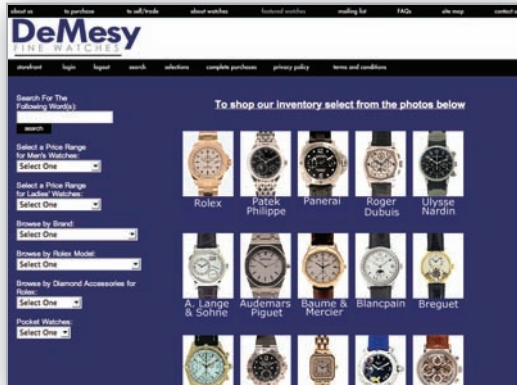 about us to purchase to sell/trade about watches featured watches mailing list FAQs site map contact u
DeMesy
FINE WATCHES
storefront login logout search selections complete purchases privacy policy terms and conditions
Search For The
Following Word(s):
search
Select a Price Range
for Men's Watches:
Select One
Select a Price Range
for Ladies' Watches:
Select One
Browse by Brand:
Select One
Browse by Rolex Model:
Select One
Browse by Diamond Accessories for
Rolex:
Select One
Pocket Watches:
Select One
To shop our inventory select from the photos below
Rolex
Patek
Philippe
Panerai
Roger
Dubuis
Ulysse
Nardin
A. Lange
& Sohne
Audemars
Piguet
Baume &
Mercier
Blancpain
Breguet